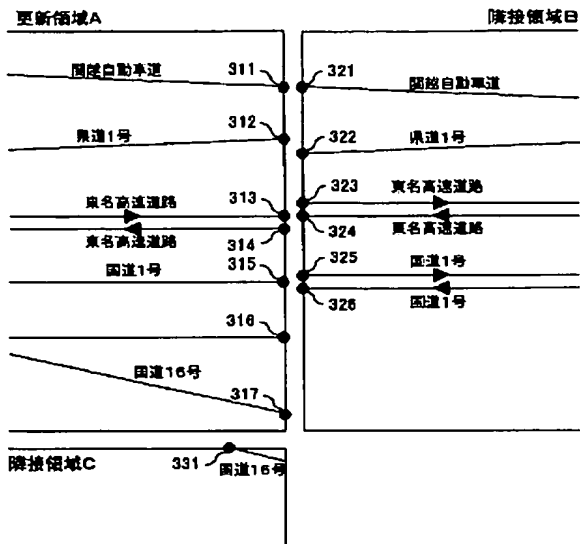 更新領域A
隣接領域B
関越自動車道
311
321
関越自動車道
312
県道1号
322
県道1号
313
323
東名高速道路
東名高速道路
314
324
東名高速道路
東名高速道路
315
325
国道1号
国道1号
316
326
国道1号
国道16号
317
隣接領域C
331
国道16号